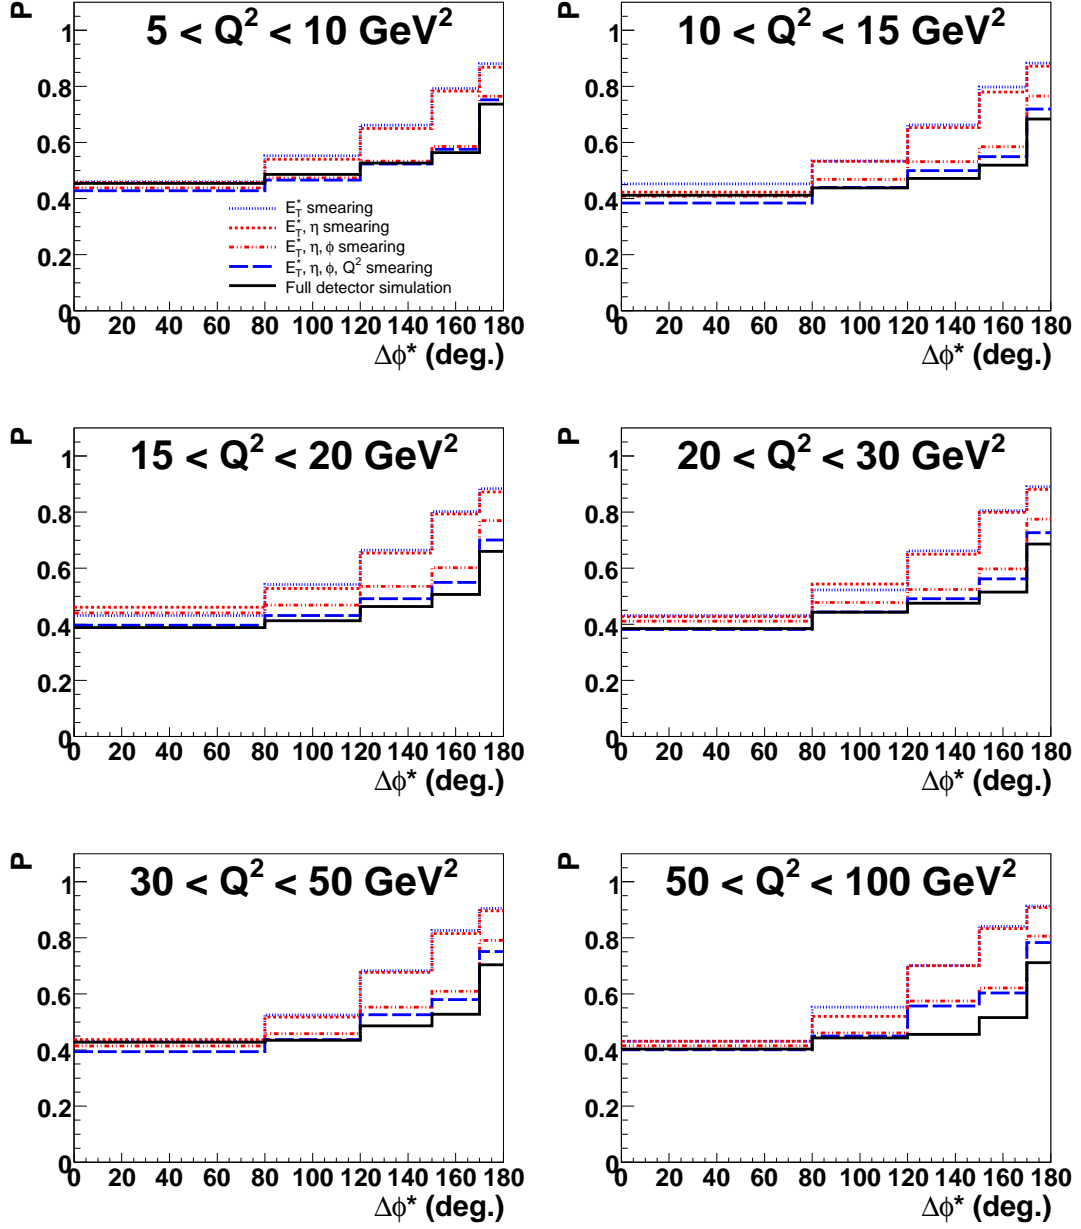 5 < Q² < 10 GeV²
P
1
0.8
0.6
0.4
0.2
0
E*_T smearing
E*_T, η smearing
E*_T, η, φ smearing
E*_T, η, φ, Q² smearing
Full detector simulation
0 20 40 60 80 100 120 140 160 180
Δφ* (deg.)
10 < Q² < 15 GeV²
P
1
0.8
0.6
0.4
0.2
0
0 20 40 60 80 100 120 140 160 180
Δφ* (deg.)
15 < Q² < 20 GeV²
P
1
0.8
0.6
0.4
0.2
0
0 20 40 60 80 100 120 140 160 180
Δφ* (deg.)
20 < Q² < 30 GeV²
P
1
0.8
0.6
0.4
0.2
0
0 20 40 60 80 100 120 140 160 180
Δφ* (deg.)
30 < Q² < 50 GeV²
P
1
0.8
0.6
0.4
0.2
0
0 20 40 60 80 100 120 140 160 180
Δφ* (deg.)
50 < Q² < 100 GeV²
P
1
0.8
0.6
0.4
0.2
0
0 20 40 60 80 100 120 140 160 180
Δφ* (deg.)